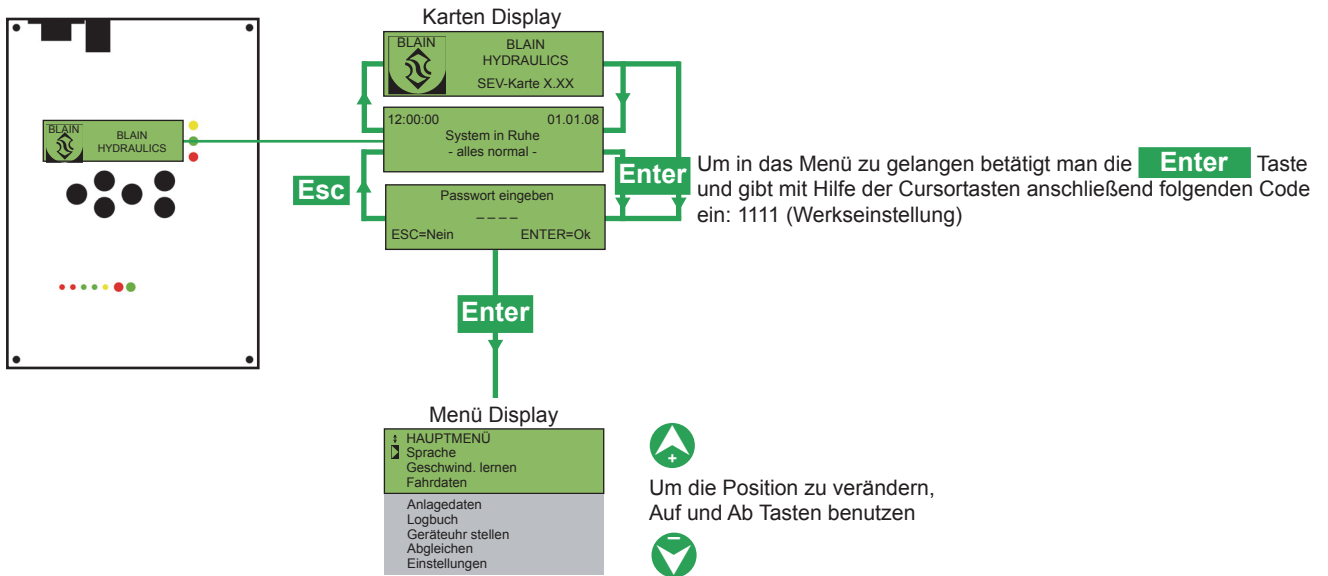 Karten Display
BLAIN
BLAIN
HYDRAULICS
SEV-Karte X.XX
12:00:00 01.01.08
System in Ruhe
- alles normal -
BLAIN
BLAIN
HYDRAULICS
Esc
Enter
Passwort eingeben
_ _ _ _
ESC=Nein ENTER=Ok
Um in das Menü zu gelangen betätigt man die Enter Taste
und gibt mit Hilfe der Cursortasten anschließend folgenden Code
ein: 1111 (Werkseinstellung)
Enter
Menü Display
HAUPTMENÜ
Sprache
Geschwind. lernen
Fahrdaten
Anlagedaten
Logbuch
Geräteuhr stellen
Abgleichen
Einstellungen
+
Um die Position zu verändern,
Auf und Ab Tasten benutzen
–